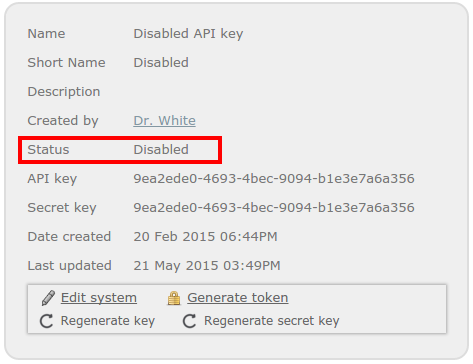 Name Disabled API key
Short Name Disabled
Description
Created by Dr. White
Status Disabled
API key 9ea2ede0-4693-4bec-9094-b1e3e7a6a356
Secret key 9ea2ede0-4693-4bec-9094-b1e3e7a6a356
Date created 20 Feb 2015 06:44PM
Last updated 21 May 2015 03:49PM
Edit system Generate token
Regenerate key Regenerate secret key